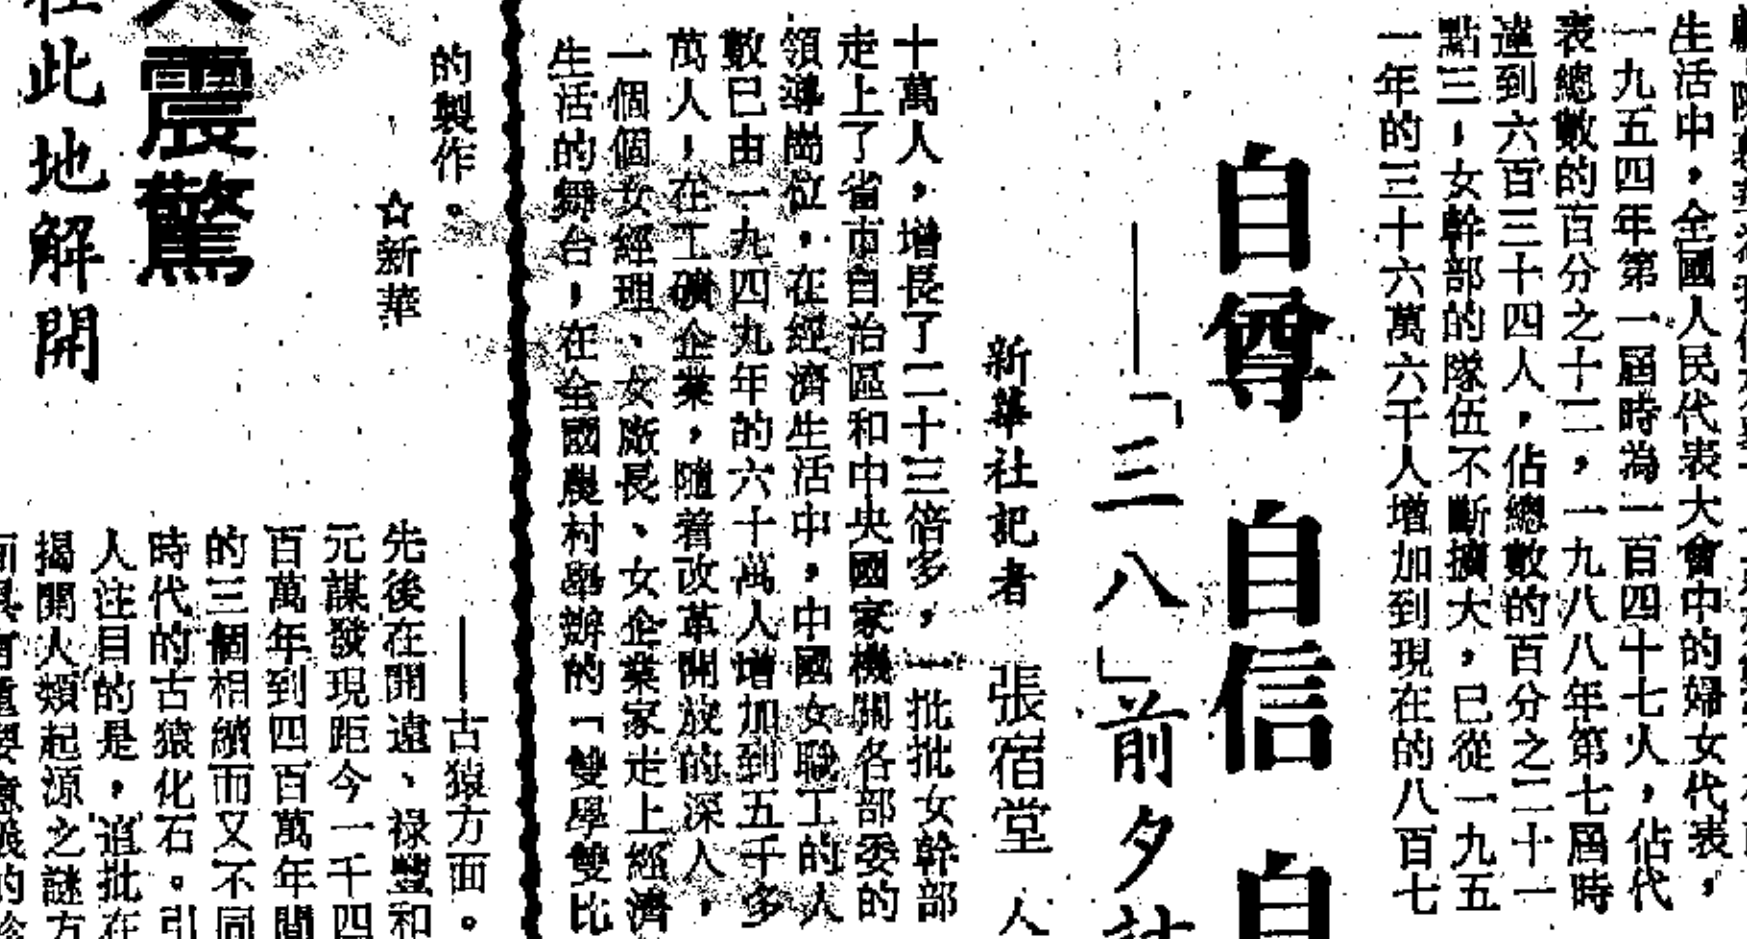 生活中，全國人民代表大會中的婦女代表，
一九五四年第一屆時為一百四十七人，佔代
表總數的百分之十二，一九八八年第七屆時
達到六百三十四人，佔總數的百分之二十一
點三，女幹部的隊伍不斷擴大，已從一九五
一年的三十六萬六千人增加到現在的八百七
自尊 自信 自
——「三八」前夕
新華社記者 張宿堂 人
十萬人，增長了二十三倍多，一批批女幹部
走上了省市自治區和中央國家機關各部委的
領導崗位，在經濟生活中，中國女職工的人
數已由一九四九年的六十萬人增加到五千多
萬人，在工礦企業，隨着改革開放的深入，
一個個女經理、女廠長、女企業家走上經濟
生活的舞台，在全國農村舉辦的「雙學雙比
的製作。
☆新華
震驚
此地解開
——古猿方面。
先後在開遠、祿豐和
元謀發現距今一千四
百萬年到四百萬年間
的三個相續而又不同
時代的古猿化石。引
人注目的是，這批在
揭開人類起源之謎方